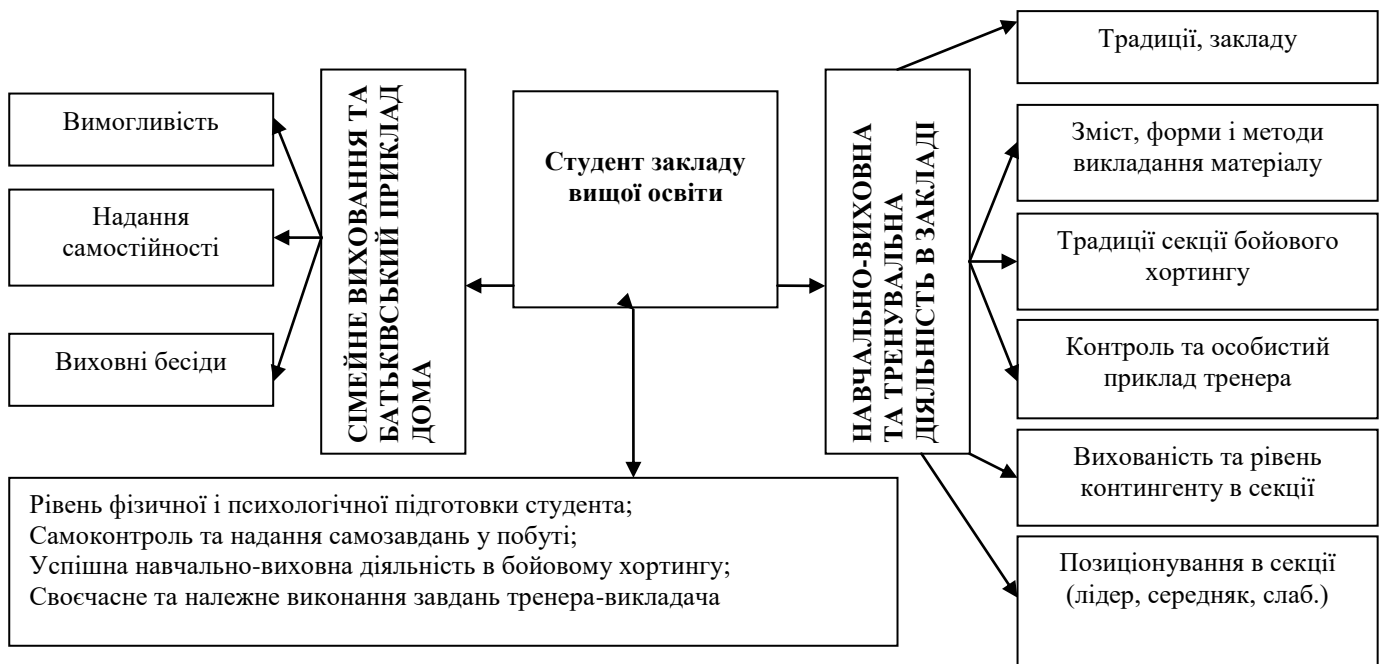 Вимогливість
Надання
самостійності
Виховні бесіди
СІМЕЙНЕ ВИХОВАННЯ ТА
БАТЬКІВСЬКИЙ ПРИКЛАД
ДОМА
Студент закладу
вищої освіти
НАВЧАЛЬНО-ВИХОВНА
ТА ТРЕНУВАЛЬНА
ДІЯЛЬНІСТЬ В ЗАКЛАДІ
Традиції, закладу
Зміст, форми і методи
викладання матеріалу
Традиції секції бойового
хортингу
Контроль та особистий
приклад тренера
Вихованість та рівень
контингенту в секції
Позиціонування в секції
(лідер, середняк, слаб.)
Рівень фізичної і психологічної підготовки студента;
Самоконтроль та надання самозавдань у побуті;
Успішна навчально-виховна діяльність в бойовому хортингу;
Своєчасне та належне виконання завдань тренера-викладача